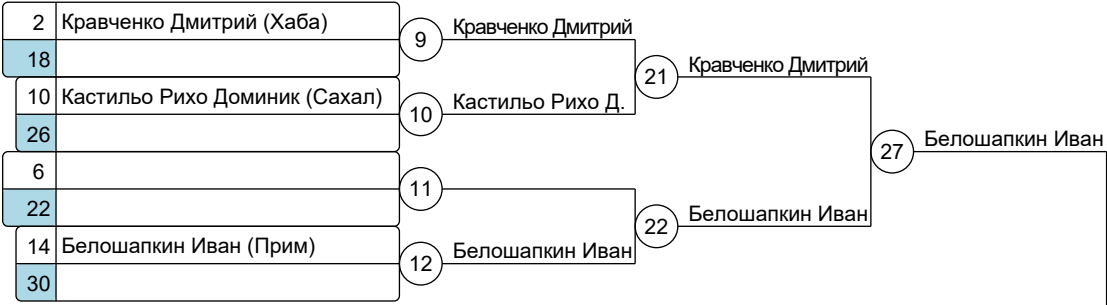 2 Кравченко Дмитрий (Хаба)
18
10 Кастильо Рихо Доминик (Сахал)
26
6
22
14 Белошапкин Иван (Прим)
30
9 Кравченко Дмитрий
10 Кастильо Рихо Д.
11
12 Белошапкин Иван
21 Кравченко Дмитрий
22 Белошапкин Иван
27 Белошапкин Иван